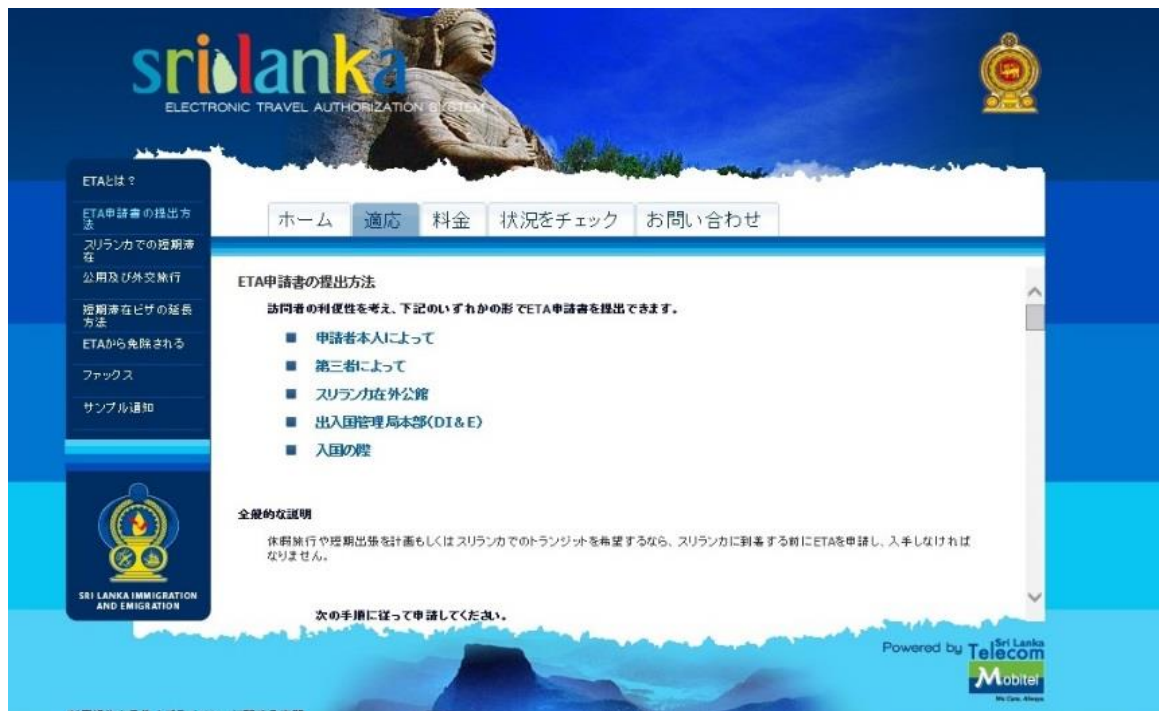 srilanka
ELECTRONIC TRAVEL AUTHORIZATION SYSTEM
ETAとは?
ETA申請書の提出方
法
スリランカでの短期滞
在
公用及び外交旅行
短期滞在ビザの延長
方法
ETAから免除される
ファックス
サンプル通知
SRI LANKA IMMIGRATION
AND EMIGRATION
ホーム 適応 料金 状況をチェック お問い合わせ
ETA申請書の提出方法
訪問者の利便性を考え、下記のいずれかの形でETA申請書を提出できます。
■ 申請者本人によって
■ 第三者によって
■ スリランカ在外公館
■ 出入国管理局本部(DI&E)
■ 入国の際
全般的な説明
休暇旅行や短期出張を計画もしくはスリランカでのトランジットを希望するなら、スリランカに到着する前にETAを申請し、入手しなければ
なりません。
次の手順に従って申請してください。
Powered by Sri Lanka
Telecom
Mobitel
We Care. Always.